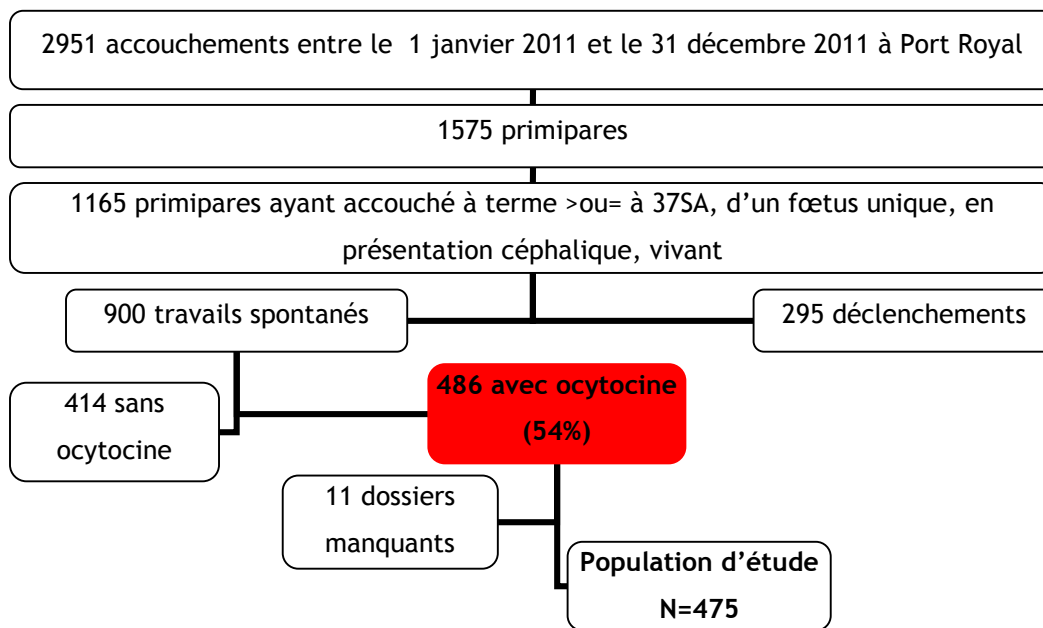 2951 accouchements entre le 1 janvier 2011 et le 31 décembre 2011 à Port Royal
1575 primipares
1165 primipares ayant accouché à terme >ou= à 37SA, d’un fœtus unique, en
présentation céphalique, vivant
900 travails spontanés
295 déclenchements
414 sans
ocytocine
486 avec ocytocine
(54%)
11 dossiers
manquants
Population d’étude
N=475